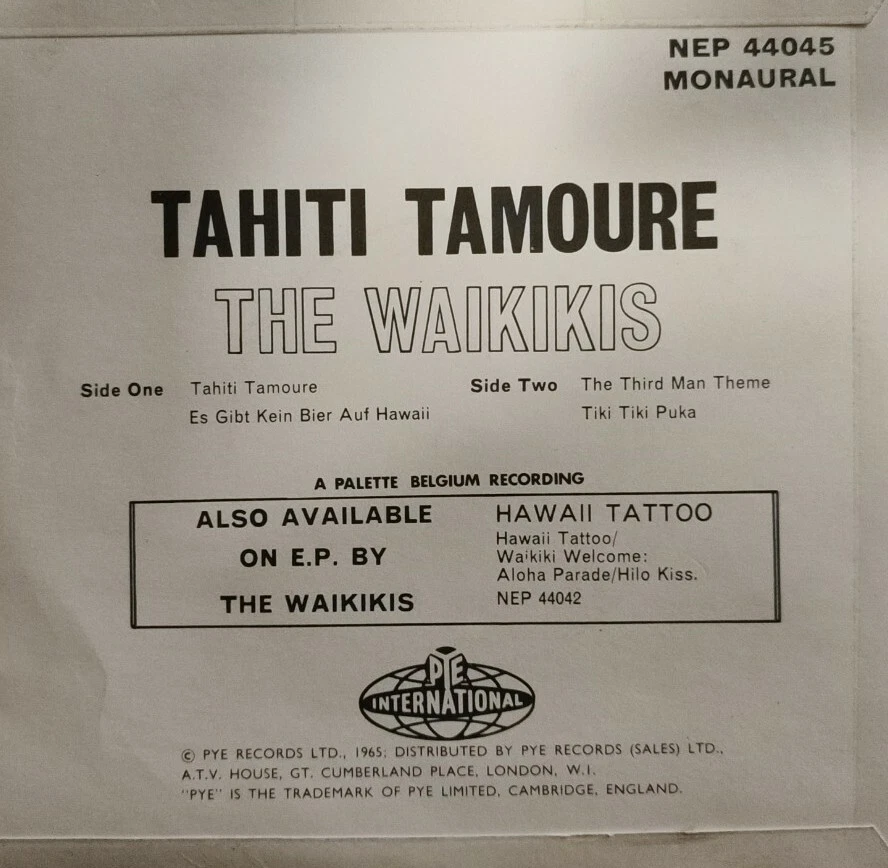 NEP 44045
MONAURAL
TAHITI TAMOURE
THE WAIKIKIS
Side One Tahiti Tamoure
Es Gibt Kein Bier Auf Hawaii
Side Two The Third Man Theme
Tiki Tiki Puka
A PALETTE BELGIUM RECORDING
ALSO AVAILABLE
ON E.P. BY
THE WAIKIKIS
HAWAII TATTOO
Hawaii Tattoo/
Waikiki Welcome:
Aloha Parade/Hilo Kiss.
NEP 44042
PYE
INTERNATIONAL
© PYE RECORDS LTD., 1965; DISTRIBUTED BY PYE RECORDS (SALES) LTD.,
A.T.V. HOUSE, GT. CUMBERLAND PLACE, LONDON, W.I.
"PYE" IS THE TRADEMARK OF PYE LIMITED, CAMBRIDGE, ENGLAND.